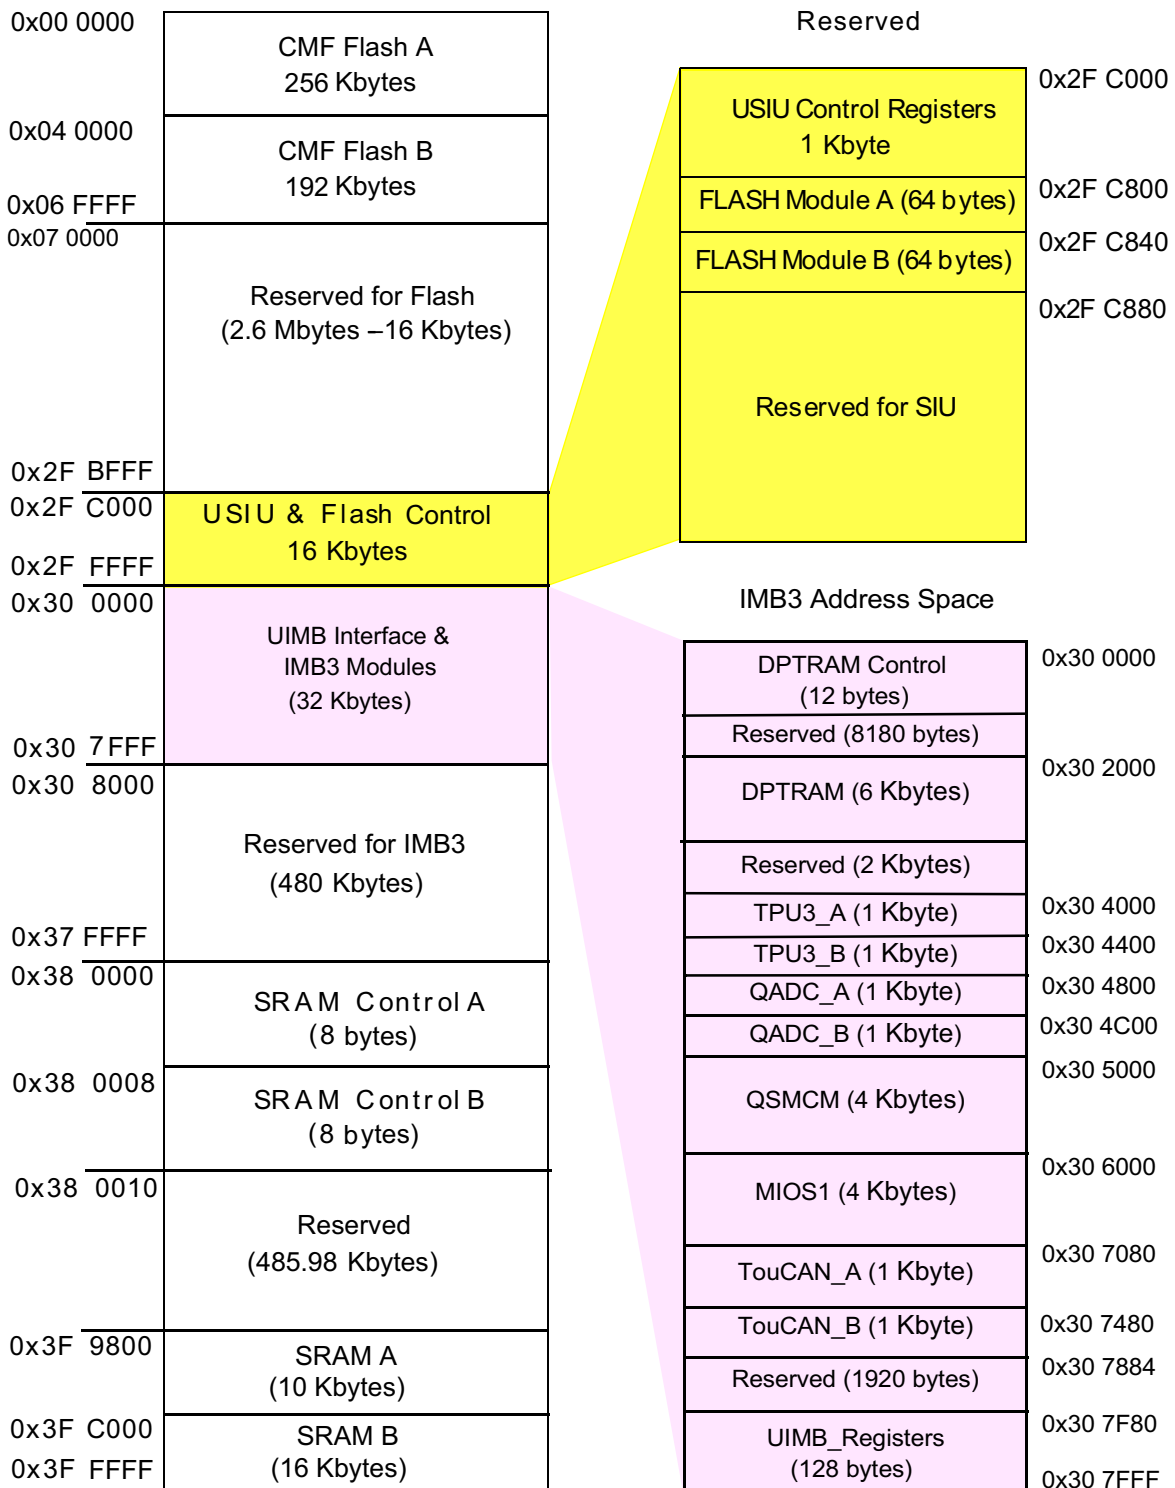 0x00 0000
CMF Flash A
256 Kbytes
0x04 0000
CMF Flash B
192 Kbytes
0x06 FFFF
0x07 0000
Reserved for Flash
(2.6 Mbytes –16 Kbytes)
0x2F BFFF
0x2F C000
USIU & Flash Control
16 Kbytes
0x2F FFFF
0x30 0000
UIMB Interface &
IMB3 Modules
(32 Kbytes)
0x30 7FFF
0x30 8000
Reserved for IMB3
(480 Kbytes)
0x37 FFFF
0x38 0000
SRAM Control A
(8 bytes)
0x38 0008
SRAM Control B
(8 bytes)
0x38 0010
Reserved
(485.98 Kbytes)
0x3F 9800
SRAM A
(10 Kbytes)
0x3F C000
SRAM B
(16 Kbytes)
0x3F FFFF
Reserved
0x2F C000
USIU Control Registers
1 Kbyte
FLASH Module A (64 bytes)
0x2F C800
0x2F C840
FLASH Module B (64 bytes)
0x2F C880
Reserved for SIU
IMB3 Address Space
DPTRAM Control
(12 bytes)
0x30 0000
Reserved (8180 bytes)
0x30 2000
DPTRAM (6 Kbytes)
Reserved (2 Kbytes)
TPU3_A (1 Kbyte)
0x30 4000
TPU3_B (1 Kbyte)
0x30 4400
QADC_A (1 Kbyte)
0x30 4800
QADC_B (1 Kbyte)
0x30 4C00
0x30 5000
QSMCM (4 Kbytes)
0x30 6000
MIOS1 (4 Kbytes)
0x30 7080
TouCAN_A (1 Kbyte)
TouCAN_B (1 Kbyte)
0x30 7480
Reserved (1920 bytes)
0x30 7884
0x30 7F80
UIMB_Registers
(128 bytes)
0x30 7FFF